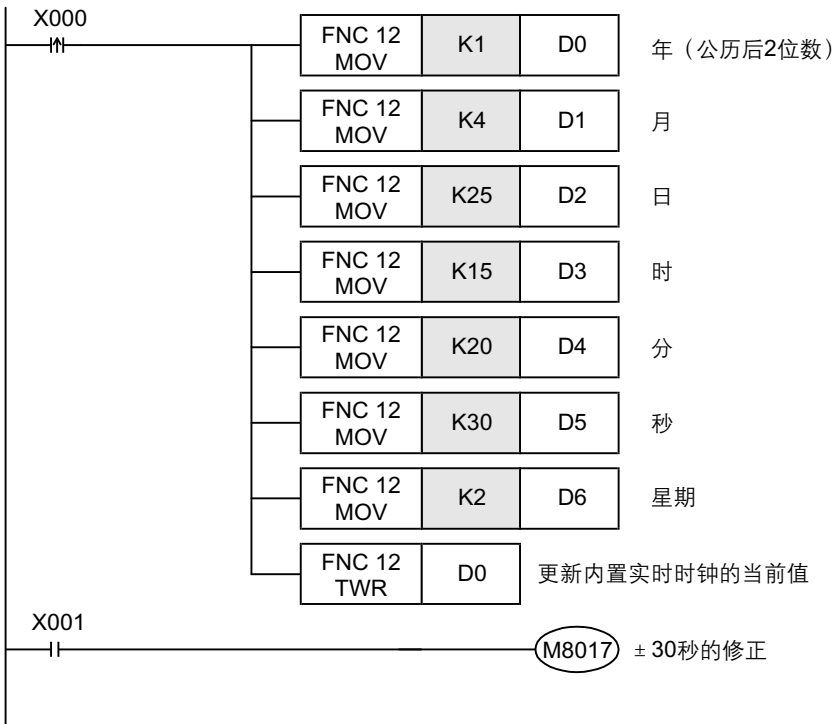 X000
FNC 12 MOV K1 D0 年（公历后2位数）
FNC 12 MOV K4 D1 月
FNC 12 MOV K25 D2 日
FNC 12 MOV K15 D3 时
FNC 12 MOV K20 D4 分
FNC 12 MOV K30 D5 秒
FNC 12 MOV K2 D6 星期
FNC 12 TWR D0 更新内置实时时钟的当前值
X001
M8017 ±30秒的修正